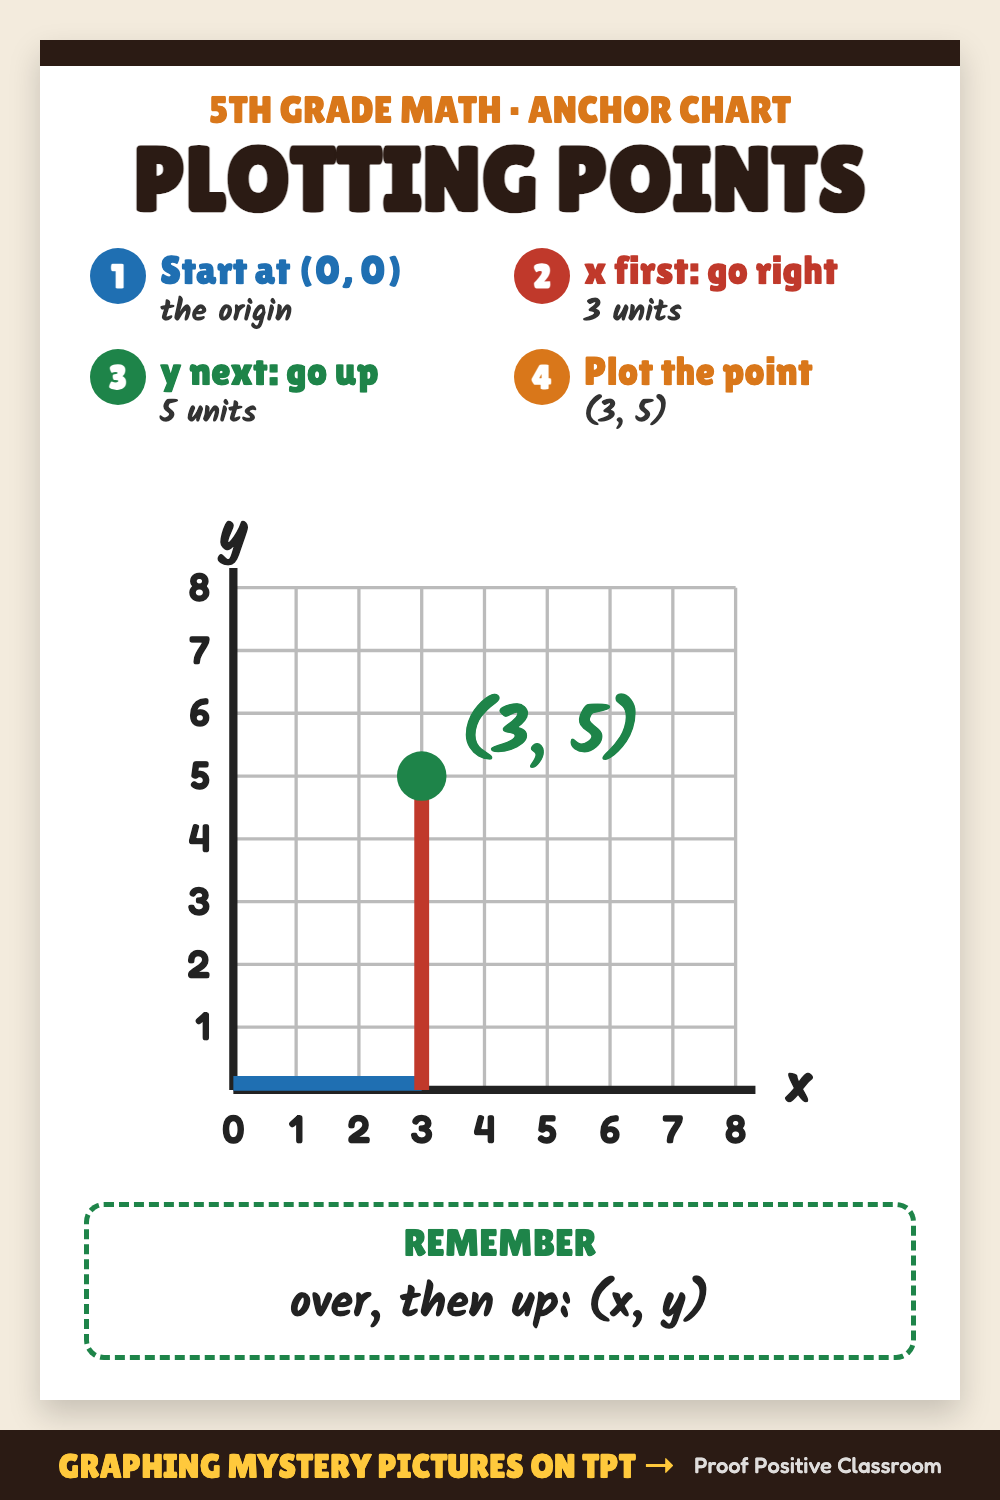 5TH GRADE MATH · ANCHOR CHART
PLOTTING POINTS
1 Start at (0, 0)
the origin
2 x first: go right
3 units
3 y next: go up
5 units
4 Plot the point
(3, 5)
y
8
7
6
(3, 5)
5
4
3
2
1
x
0 1 2 3 4 5 6 7 8
REMEMBER
over, then up: (x, y)
GRAPHING MYSTERY PICTURES ON TPT → Proof Positive Classroom